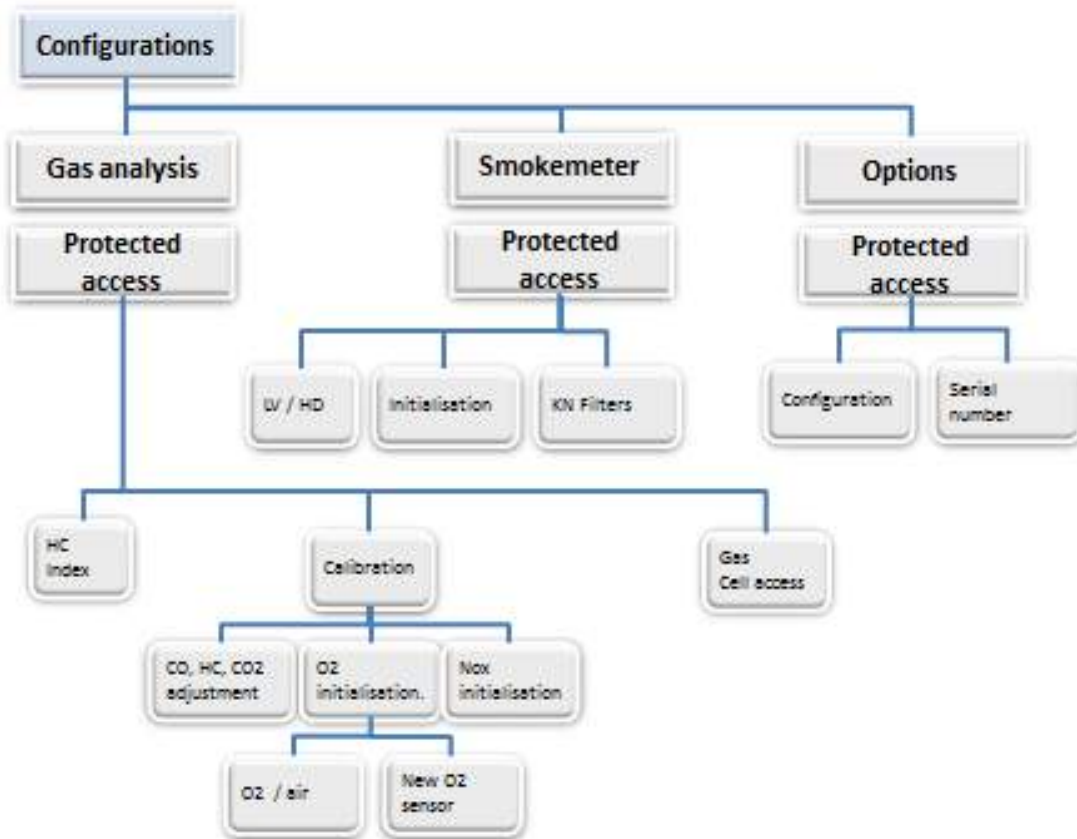 Configurations
Gas analysis
Smokemeter
Options
Protected
access
Protected
access
Protected
access
LV / HD
Initialisation
KN Filters
Configuration
Serial
number
HC
Index
Calibration
Gas
Cell access
CO, HC, CO2
adjustment
O2
initialisation.
Nox
initialisation
O2 / air
New O2
sensor